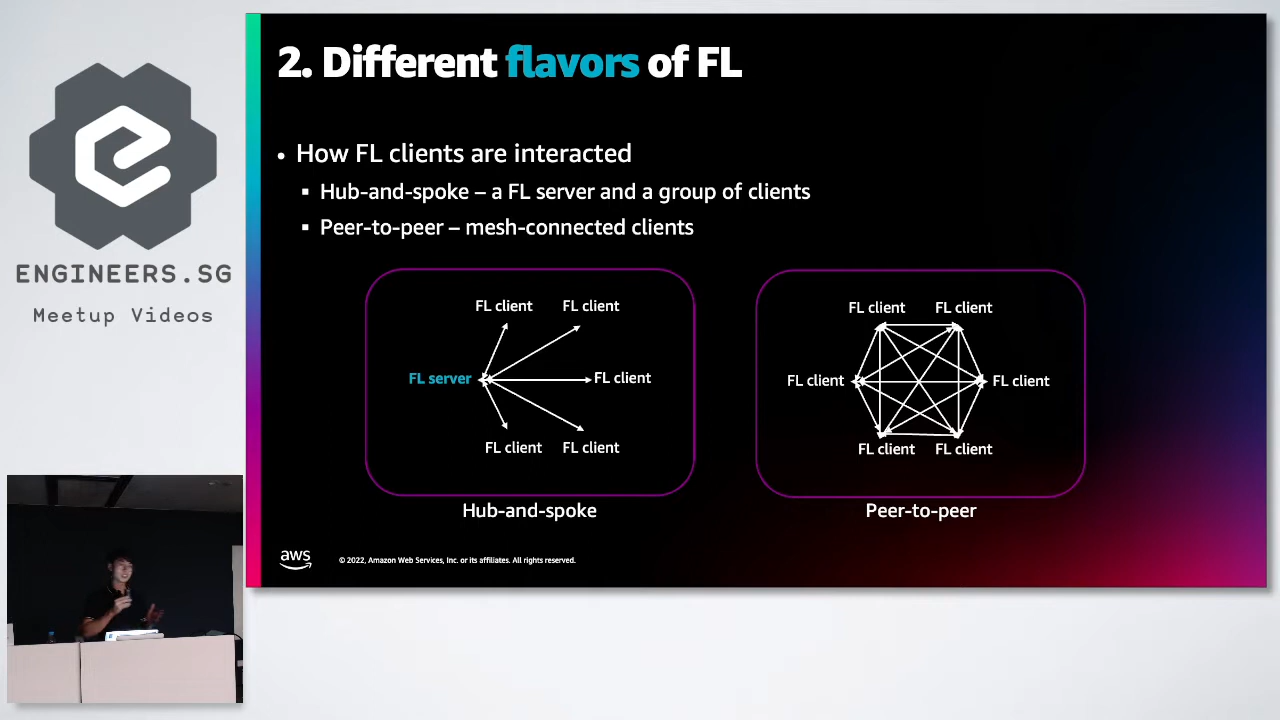 ENGINEERS.SG
Meetup Videos
2. Different flavors of FL
• How FL clients are interacted
▪ Hub-and-spoke – a FL server and a group of clients
▪ Peer-to-peer – mesh-connected clients
FL client FL client
FL server FL client
FL client FL client
Hub-and-spoke
FL client FL client
FL client FL client
FL client FL client
Peer-to-peer
aws
© 2022, Amazon Web Services, Inc. or its affiliates. All rights reserved.